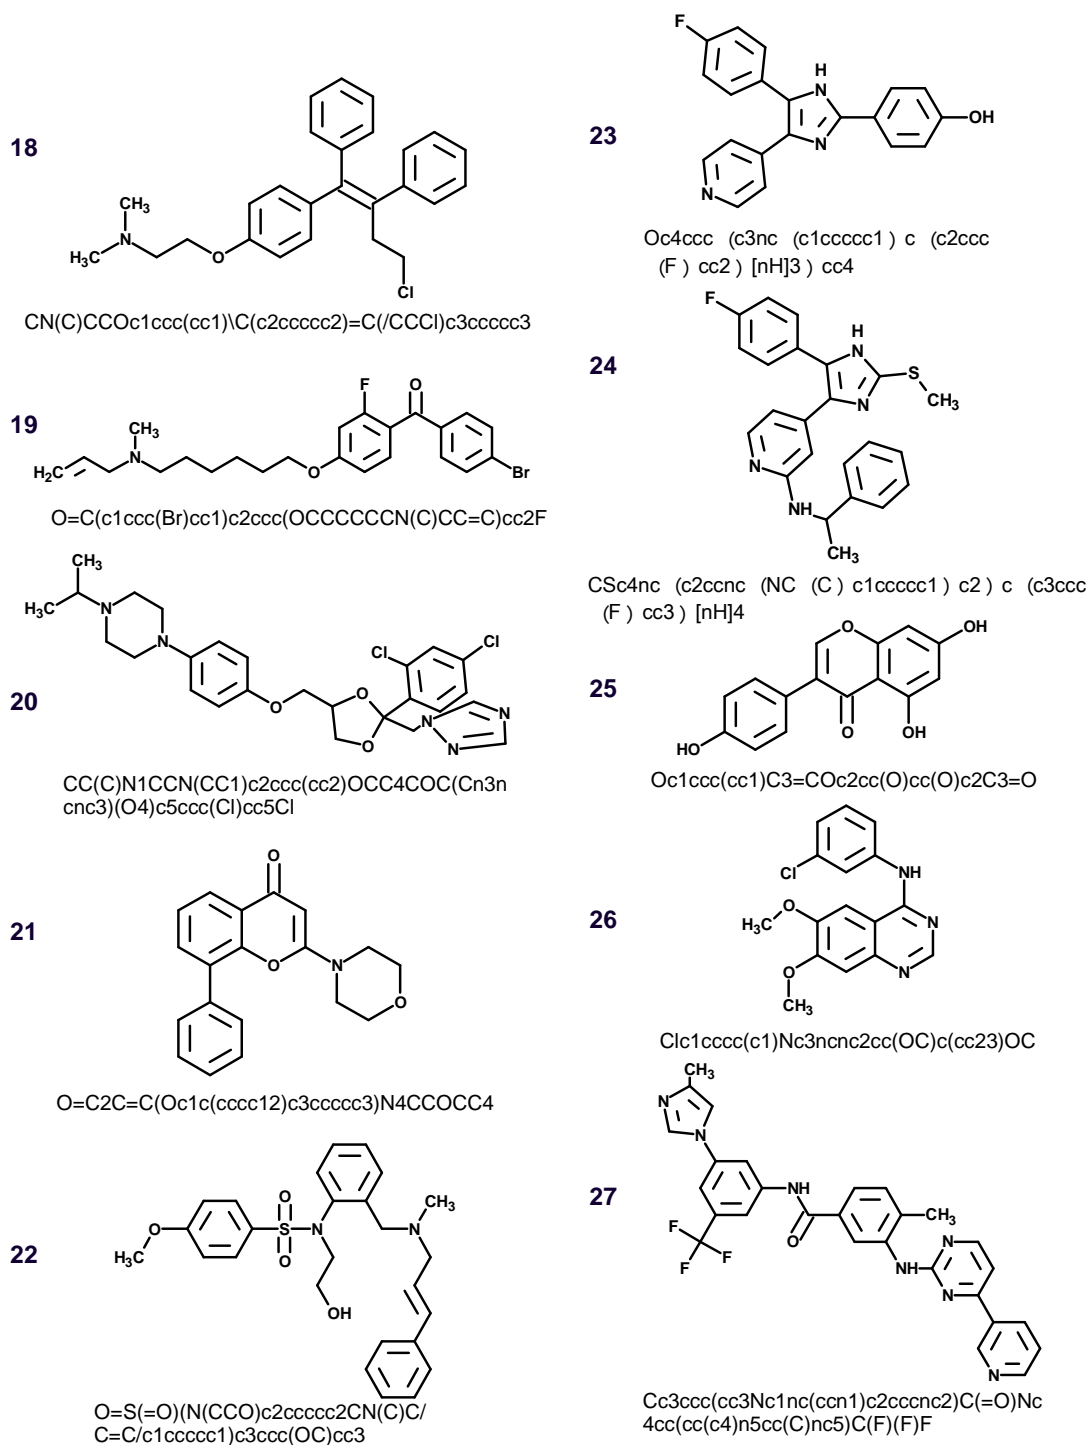 18
CH3
H3C
N
O
Cl
CN(C)CCOc1ccc(cc1)\C(c2ccccc2)=C(/CCCl)c3ccccc3
19
F
O
CH3
H2C
N
O
Br
O=C(c1ccc(Br)cc1)c2ccc(OCCCCCCN(C)CC=C)cc2F
20
CH3
H3C
N
N
O
Cl
Cl
O
O
N
N
N
CC(C)N1CCN(CC1)c2ccc(cc2)OCC4COC(Cn3n
cnc3)(O4)c5ccc(Cl)cc5Cl
21
O
O
N
O
O=C2C=C(Oc1c(cccc12)c3ccccc3)N4CCOCC4
22
O
H3C
O
S
O
N
N
CH3
OH
O=S(=O)(N(CCO)c2ccccc2CN(C)C/
C=C/c1ccccc1)c3ccc(OC)cc3
23
F
H
N
N
OH
N
Oc4ccc (c3nc (c1ccccc1 ) c (c2ccc
(F ) cc2 ) [nH]3 ) cc4
24
F
H
N
N
S
CH3
N
NH
CH3
CSc4nc (c2ccnc (NC (C ) c1ccccc1 ) c2 ) c (c3ccc
(F ) cc3 ) [nH]4
25
O
OH
HO
O
OH
Oc1ccc(cc1)C3=COc2cc(O)cc(O)c2C3=O
26
Cl
NH
H3C
O
N
O
N
CH3
Clc1cccc(c1)Nc3ncnc2cc(OC)c(cc23)OC
27
CH3
N
N
NH
O
F
F
F
CH3
NH
N
N
N
Cc3ccc(cc3Nc1nc(ccn1)c2cccnc2)C(=O)Nc
4cc(cc(c4)n5cc(C)nc5)C(F)(F)F